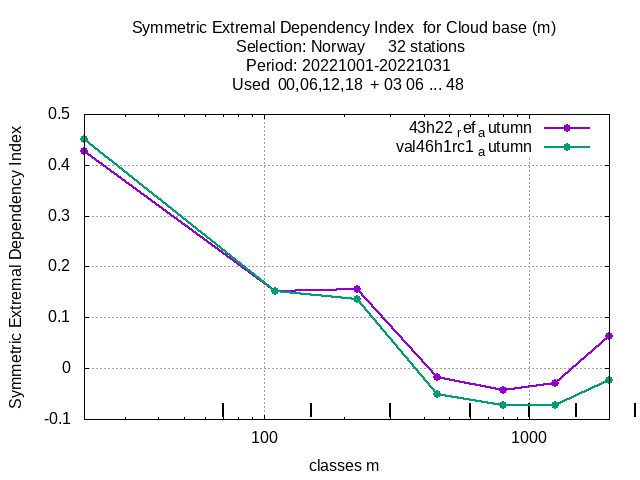 Symmetric Extremal Dependency Index  for Cloud base (m)
Selection: Norway     32 stations
Period: 20221001-20221031
Used  00,06,12,18  + 03 06 ... 48
43h22 ref a utumn
val46h1rc1 a utumn
Symmetric Extremal Dependency Index
0.5
0.4
0.3
0.2
0.1
0
-0.1
100
1000
classes m